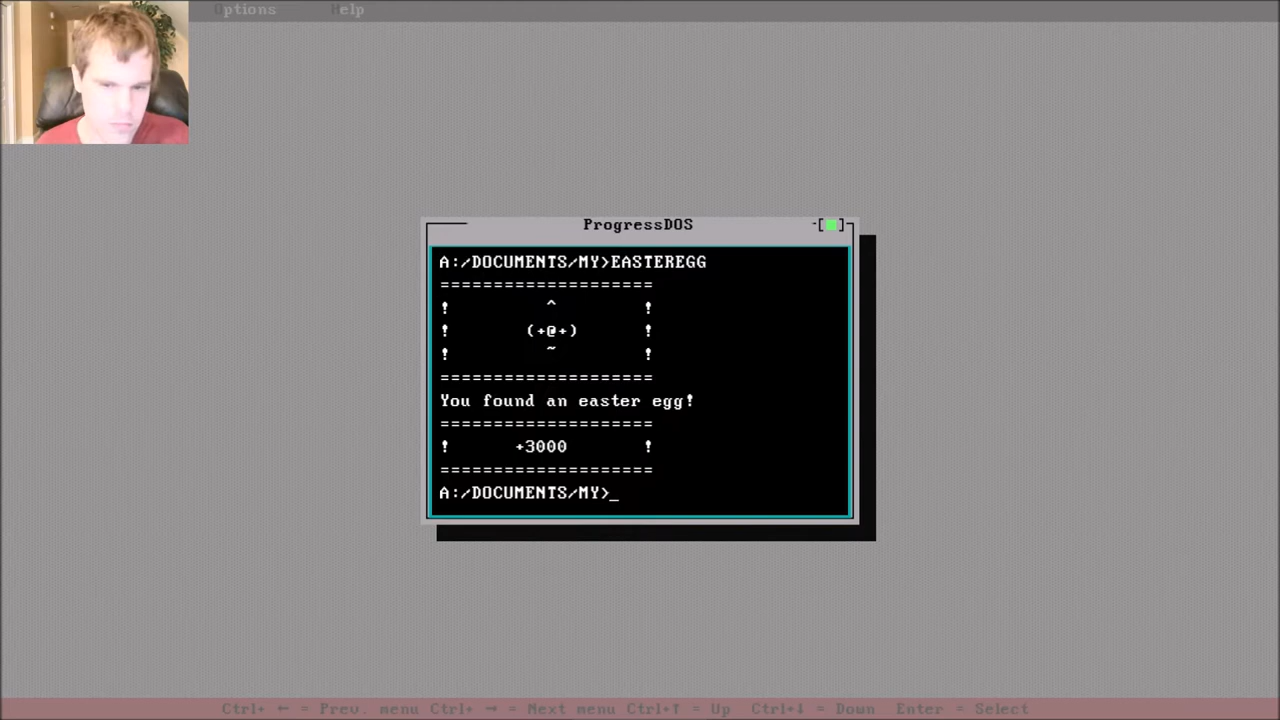 Options Help
ProgressDOS
A:/DOCUMENTS/MY>EASTEREGG
====================
! ^ !
! (+@+) !
! ~ !
====================
You found an easter egg!
====================
! +3000 !
====================
A:/DOCUMENTS/MY>_
Ctrl+ ← = Prev. menu Ctrl+ → = Next menu Ctrl+↑ = Up Ctrl+↓ = Down Enter = Select